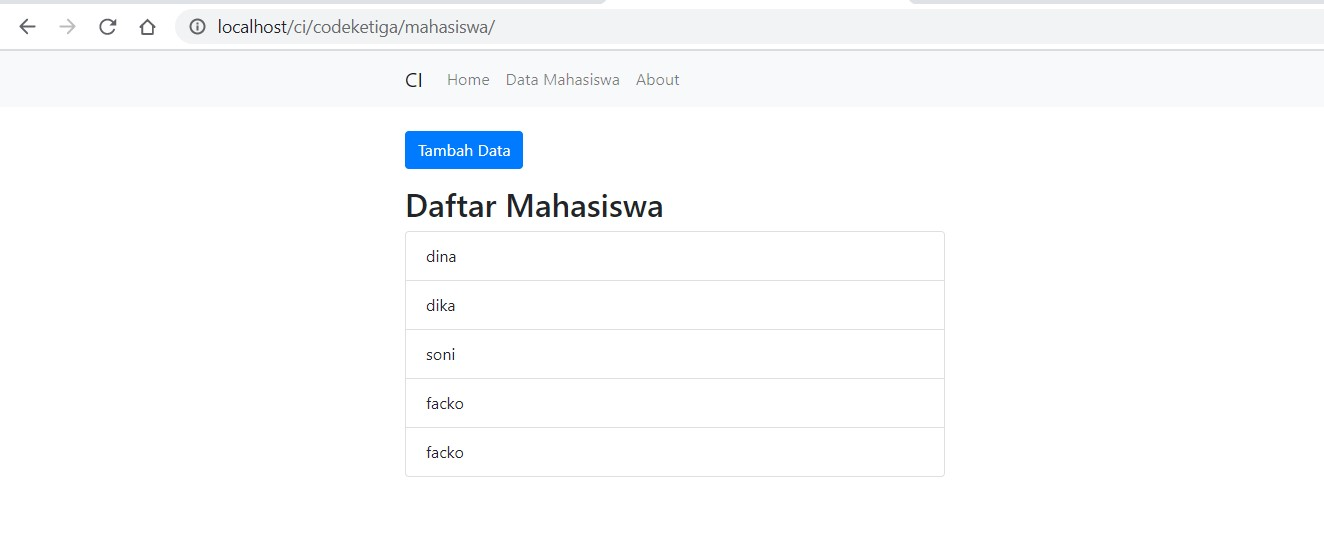 localhost/ci/codeketiga/mahasiswa/
CI Home Data Mahasiswa About
Tambah Data
Daftar Mahasiswa
dina
dika
soni
facko
facko